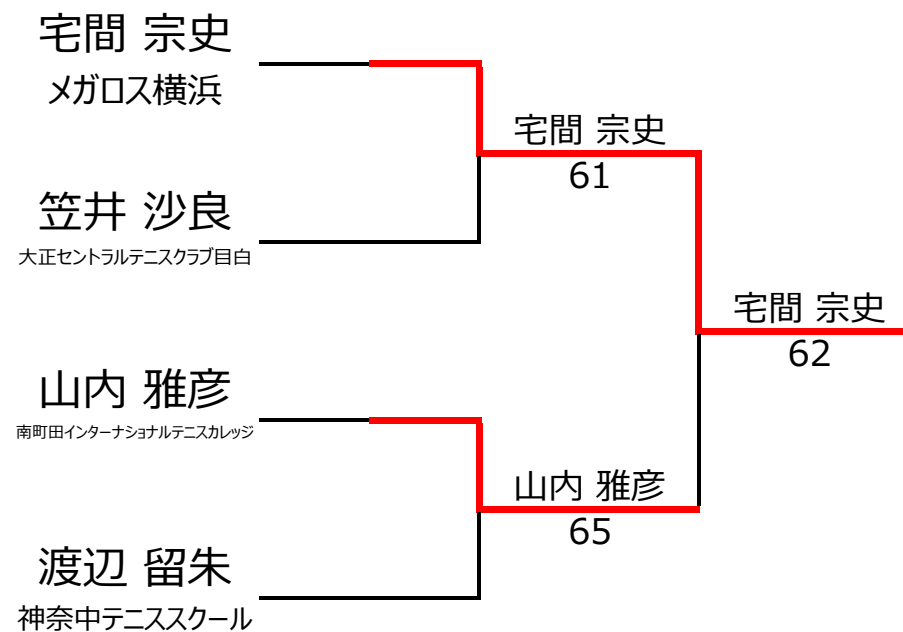 宅間 宗史
メガロス横浜
宅間 宗史
61
笠井 沙良
大正セントラルテニスクラブ目白
宅間 宗史
62
山内 雅彦
南町田インターナショナルテニスカレッジ
山内 雅彦
65
渡辺 留朱
神奈中テニススクール